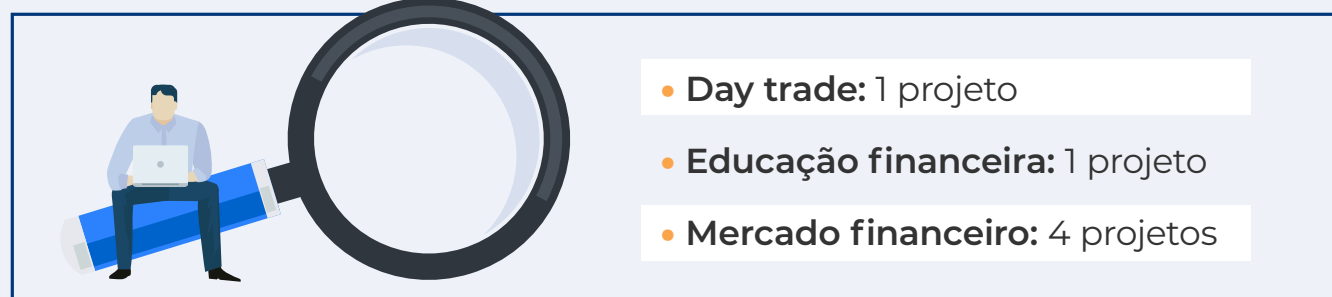 • Day trade: 1 projeto
• Educação financeira: 1 projeto
• Mercado financeiro: 4 projetos